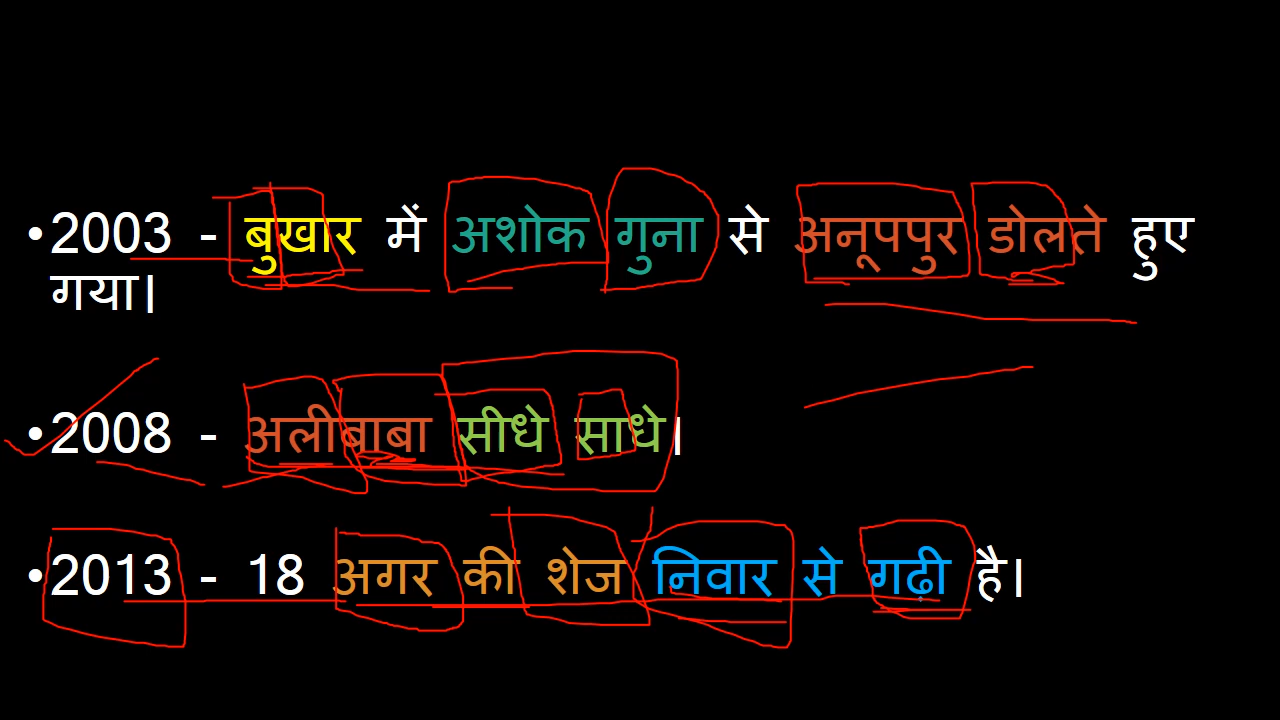 •2003 - बुखार में अशोक गुना से अनूपपुर डोलते हुए
गया।
•2008 - अलीबाबा सीधे साधे।
•2013 - 18 अगर की शेज निवार से गढी है।